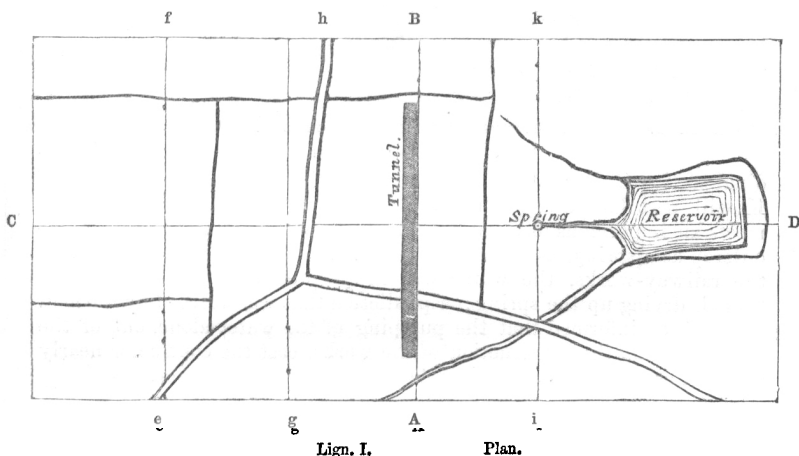 f h B k
Tunnel.
C Spring Reservoir D
e g A i
Lign. I. Plan.